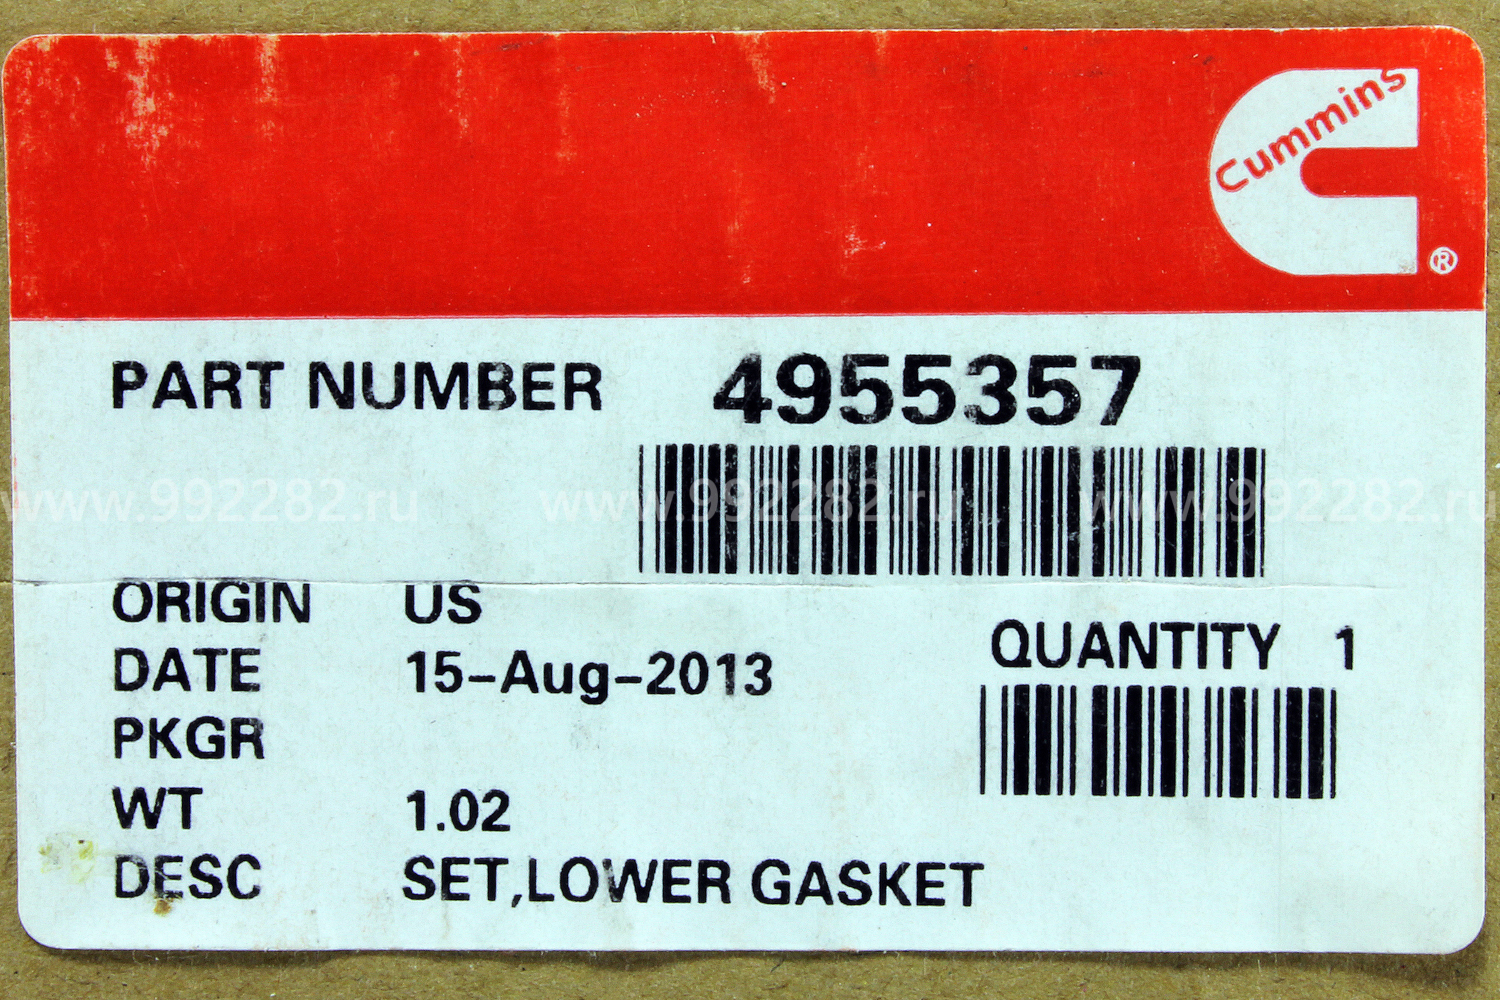 Cummins
®
PART NUMBER 4955357
www.992282.ru www.992282.ru www.992282.ru
ORIGIN US
QUANTITY 1
DATE 15-Aug-2013
PKGR
WT 1.02
DESC SET,LOWER GASKET